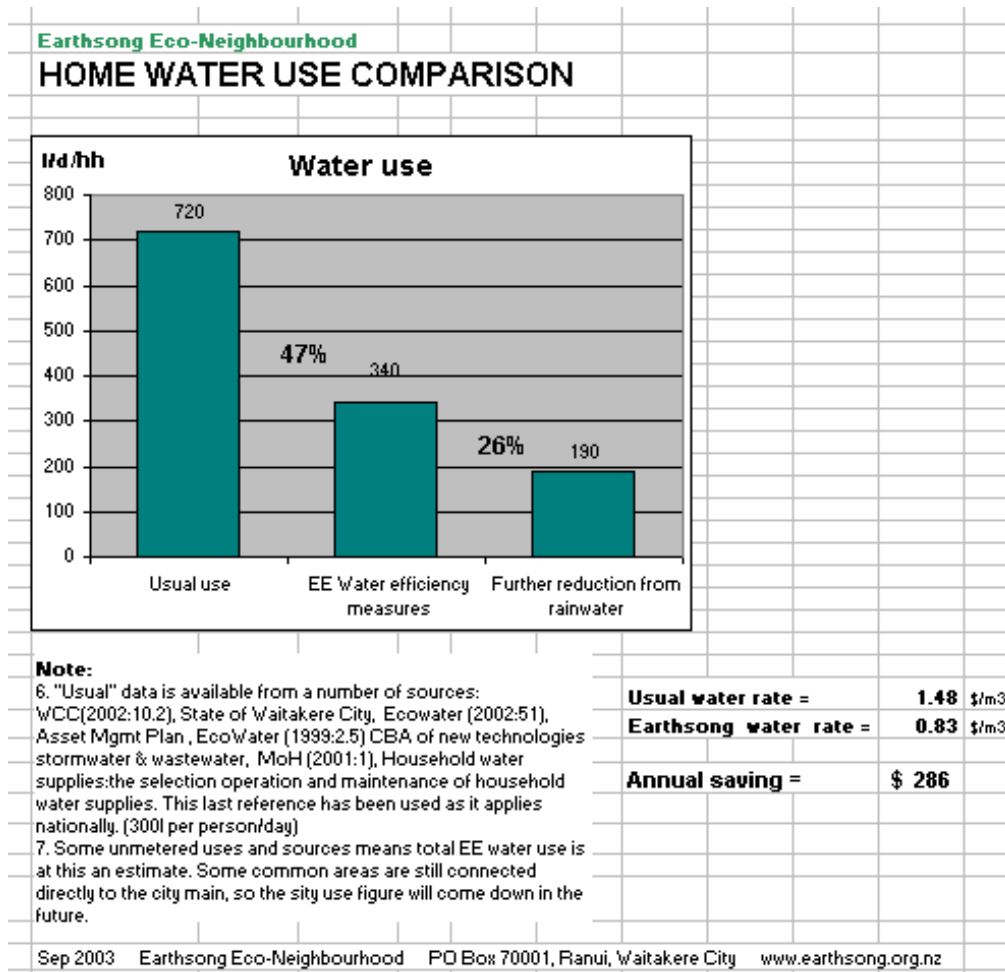 Earthsong Eco-Neighbourhood
HOME WATER USE COMPARISON
l/d/hh
Water use
800
700
600
500
400
300
200
100
0
720
47%
340
26%
190
Usual use
EE Water efficiency
measures
Further reduction from
rainwater
Note:
6. "Usual" data is available from a number of sources:
WCC(2002:10.2), State of Waitakere City, Ecowater (2002:51),
Asset Mgmt Plan , EcoWater (1999:2.5) CBA of new technologies
stormwater & wastewater, MoH (2001:1), Household water
supplies:the selection operation and maintenance of household
water supplies. This last reference has been used as it applies
nationally. (300l per person/day)
7. Some unmetered uses and sources means total EE water use is
at this an estimate. Some common areas are still connected
directly to the city main, so the sity use figure will come down in the
future.
Usual water rate = 1.48 $/m3
Earthsong water rate = 0.83 $/m3
Annual saving = $ 286
Sep 2003 Earthsong Eco-Neighbourhood PO Box 70001, Ranui, Waitakere City www.earthsong.org.nz